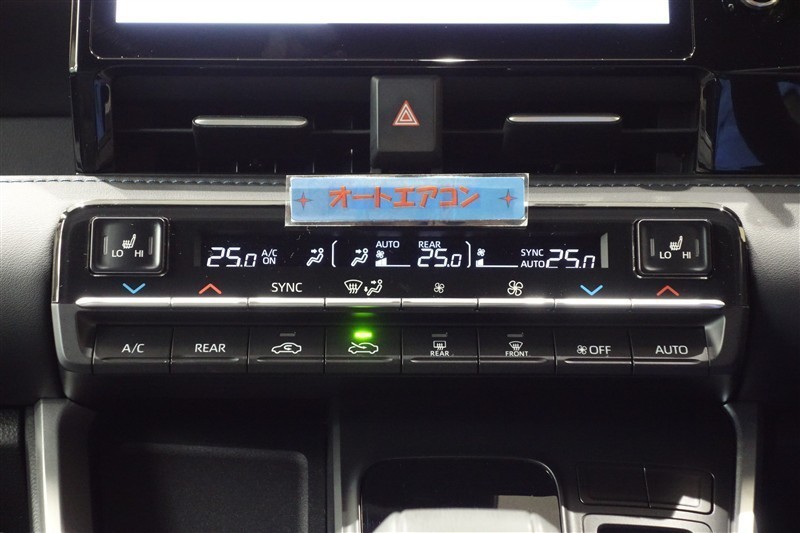 オートエアコン
25.0 A/C ON AUTO REAR 25.0 SYNC AUTO 25.0
LO HI
LO HI
SYNC
A/C REAR REAR FRONT OFF AUTO